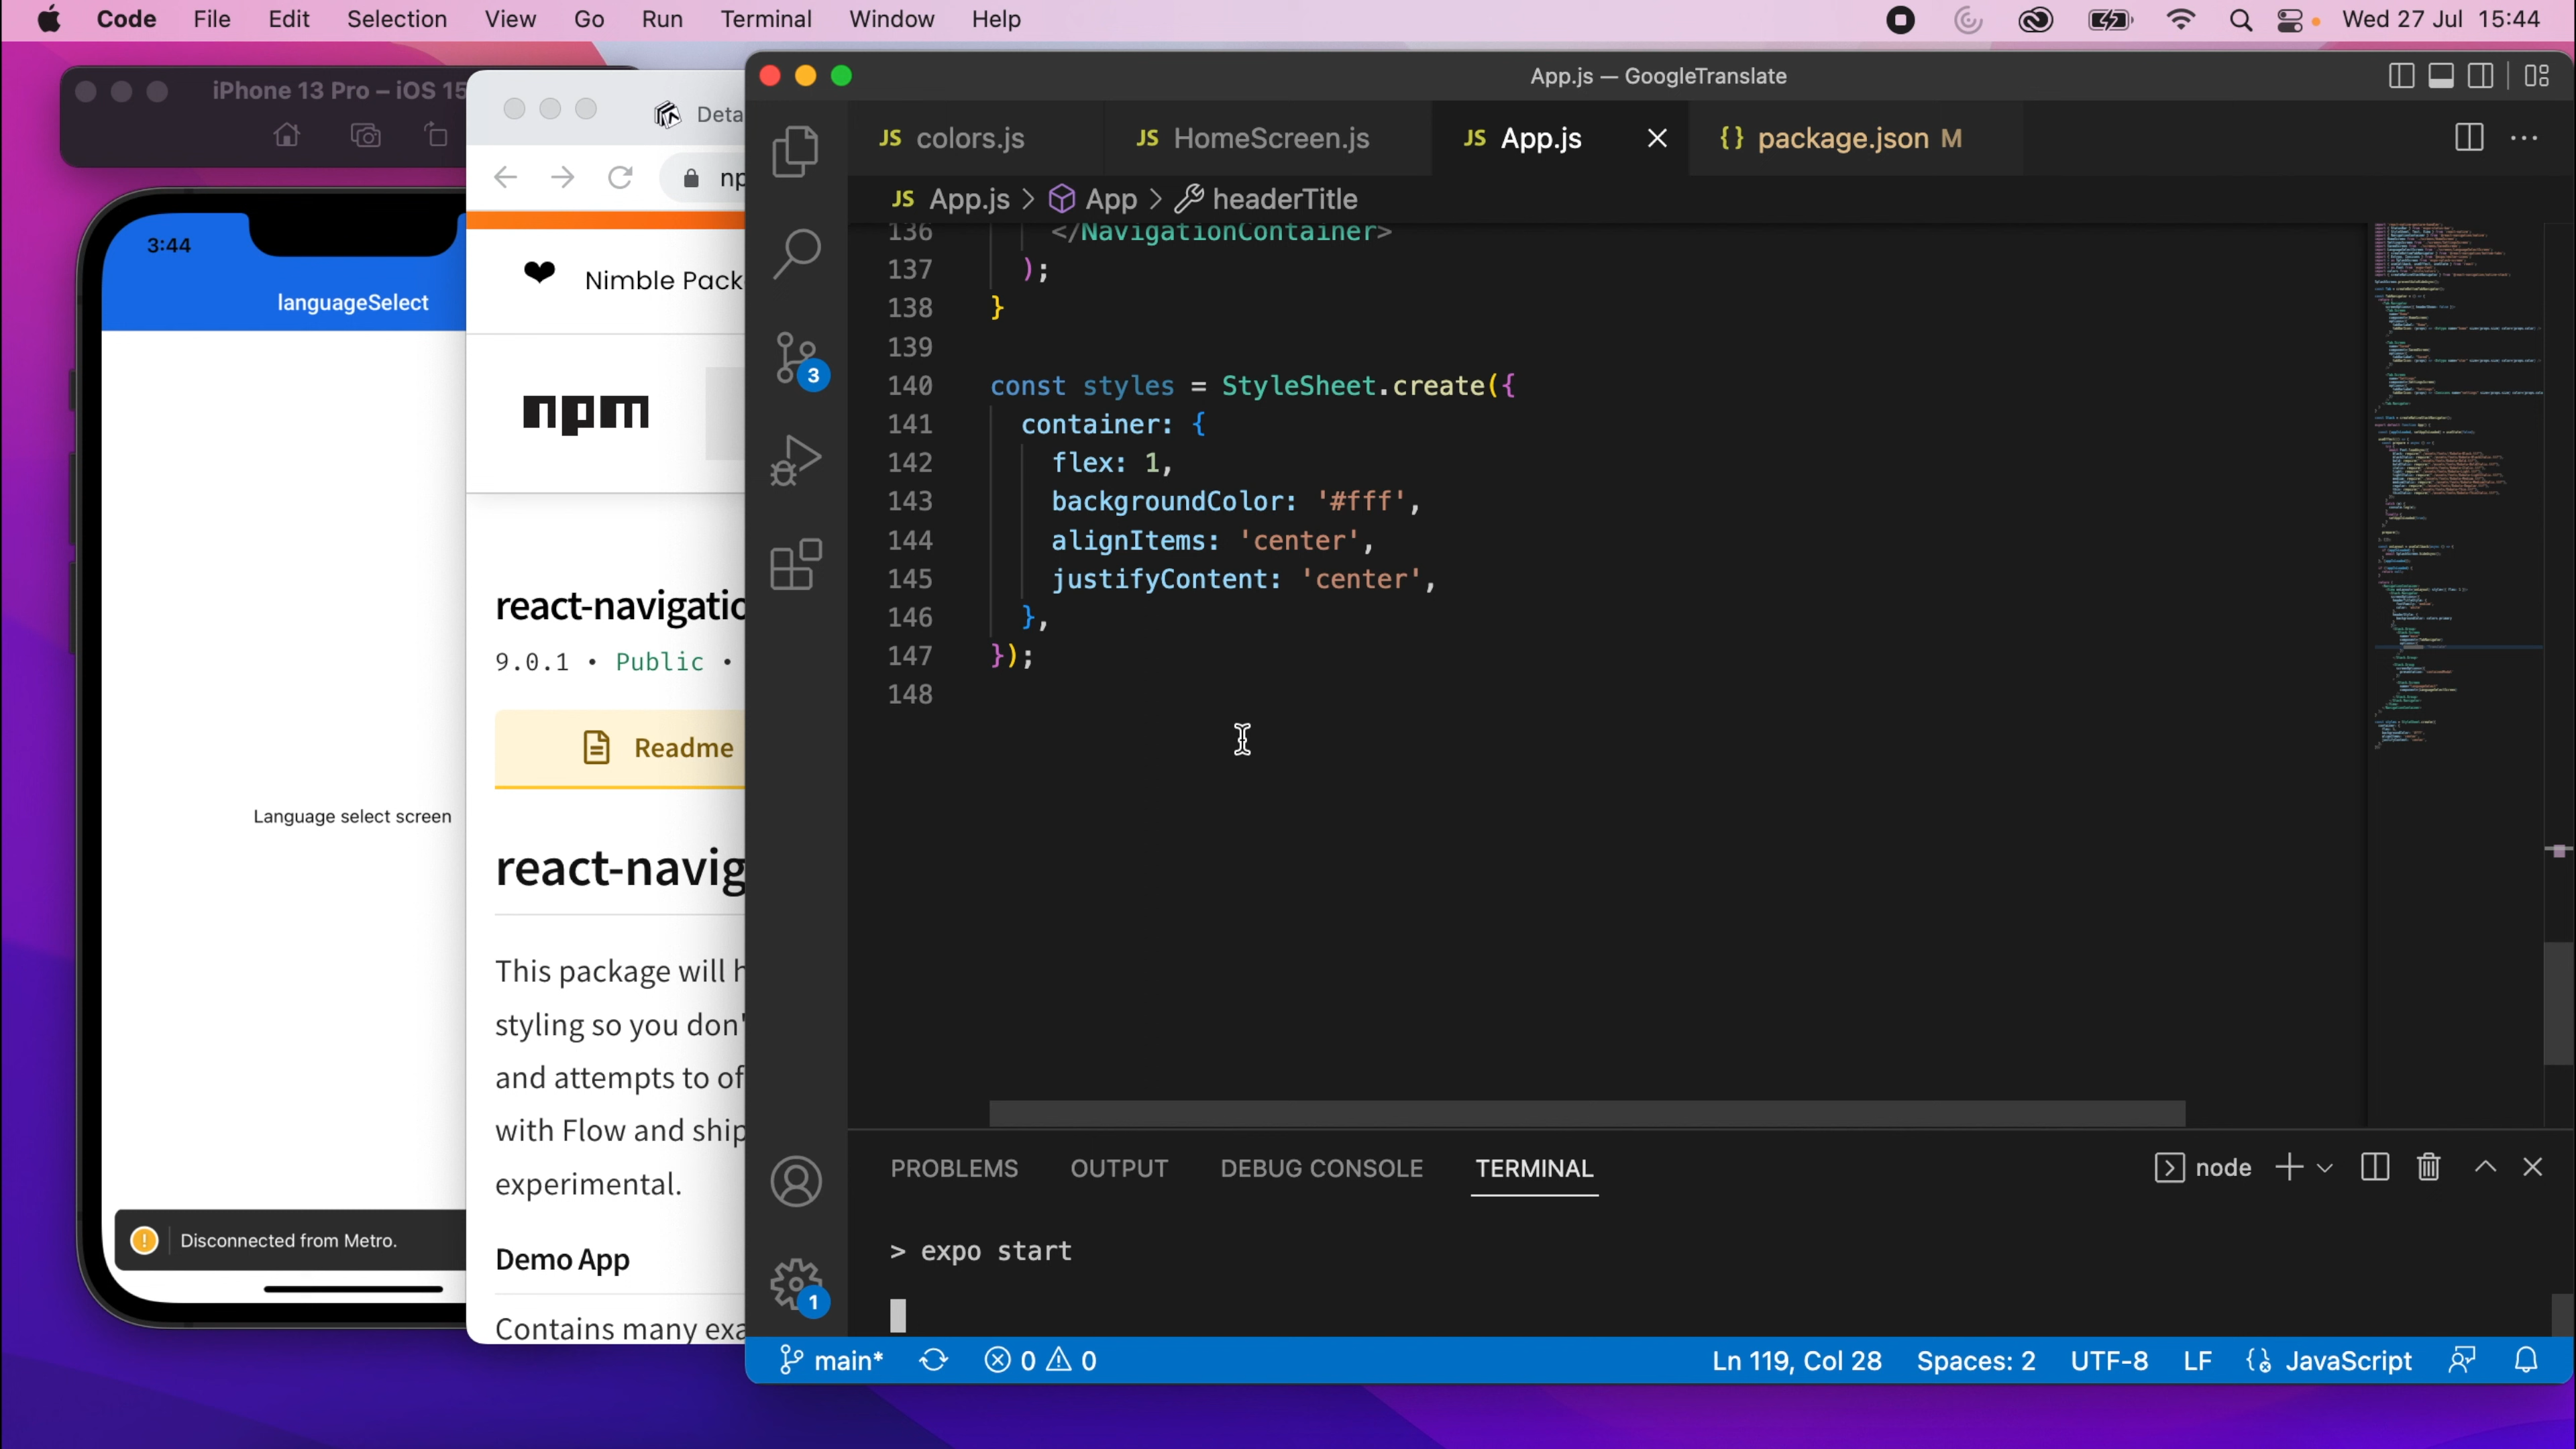 Code File Edit Selection View Go Run Terminal Window Help Wed 27 Jul 15:44
iPhone 13 Pro – iOS 15
3:44
languageSelect
Language select screen
Disconnected from Metro.
Deta
np
Nimble Pack
npm
react-navigatio
9.0.1 • Public •
Readme
react-navig
This package will h
styling so you don'
and attempts to of
with Flow and ship
experimental.
Demo App
Contains many exa
App.js — GoogleTranslate
JS colors.js JS HomeScreen.js JS App.js {} package.json M
JS App.js > App > headerTitle
136 </NavigationContainer>
137 );
138 }
139
140 const styles = StyleSheet.create({
141 container: {
142 flex: 1,
143 backgroundColor: '#fff',
144 alignItems: 'center',
145 justifyContent: 'center',
146 },
147 });
148
3
1
PROBLEMS OUTPUT DEBUG CONSOLE TERMINAL node
> expo start
main* 0 0 Ln 119, Col 28 Spaces: 2 UTF-8 LF JavaScript